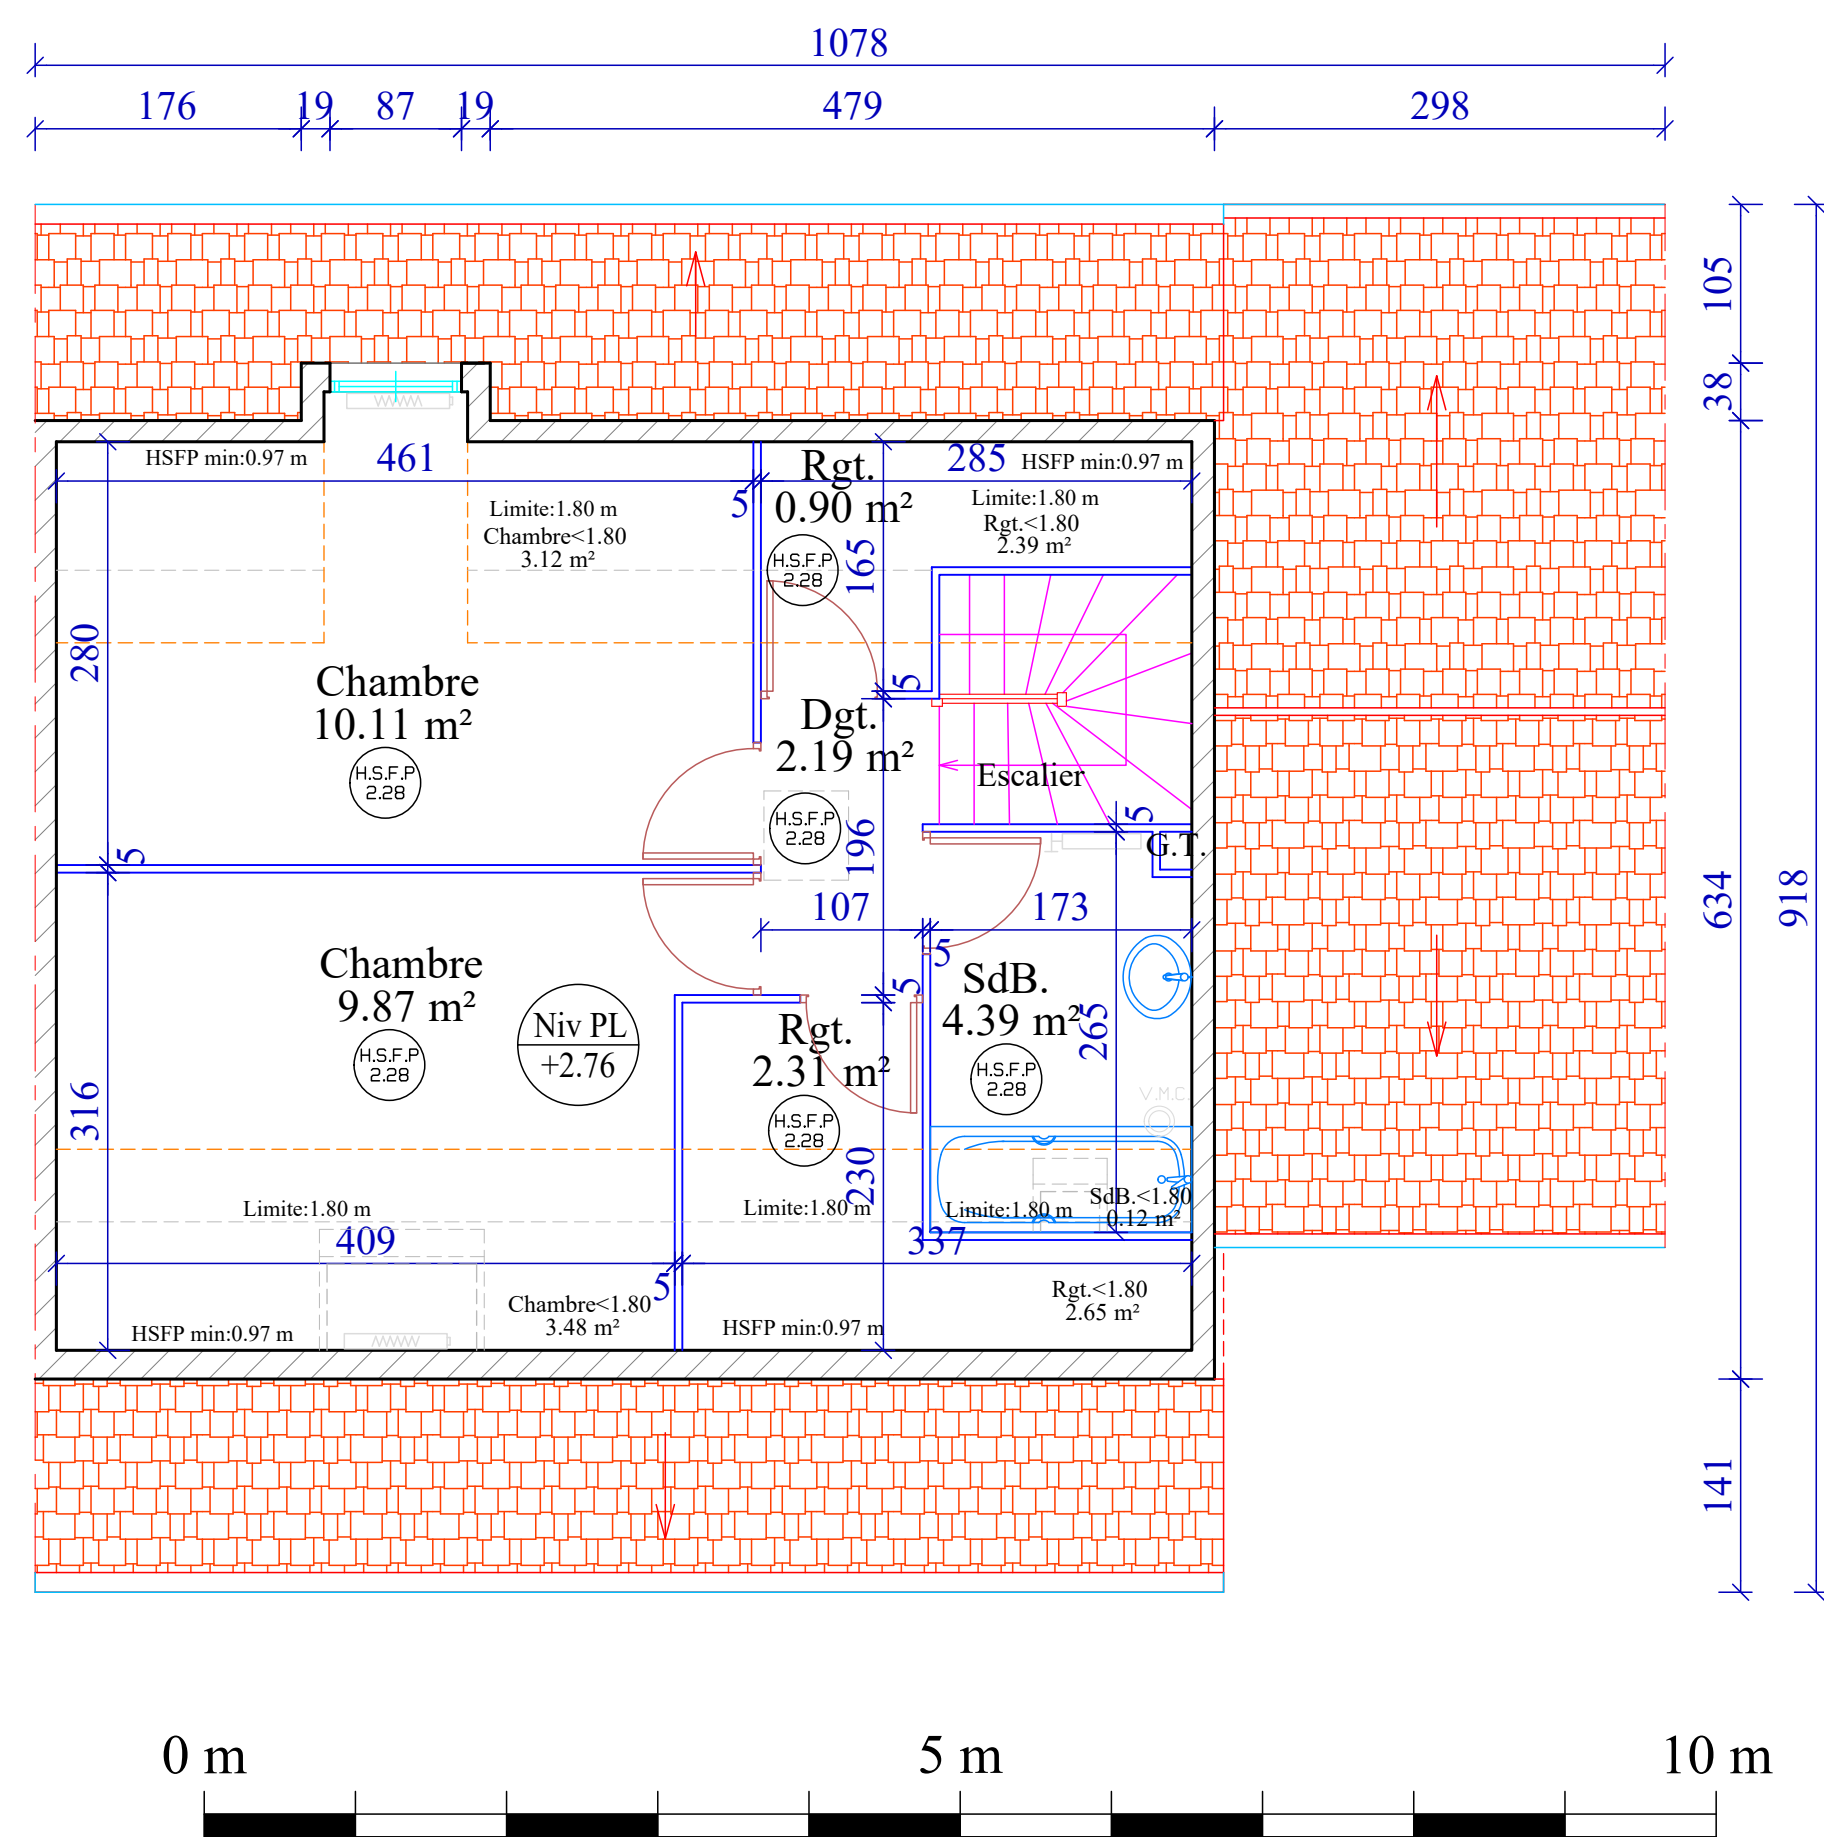 1078
176
19
87
19
479
298
105
38
634
918
141
HSFP min:0.97 m
461
5
Rgt.
0.90 m²
H.S.F.P
2.28
285
HSFP min:0.97 m
Limite:1.80 m
Chambre<1.80
3.12 m²
Limite:1.80 m
Rgt.<1.80
2.39 m²
165
280
Chambre
10.11 m²
H.S.F.P
2.28
5
Dgt.
2.19 m²
H.S.F.P
2.28
Escalier
5
196
G.T.
5
107
173
5
Chambre
9.87 m²
H.S.F.P
2.28
Niv PL
+2.76
5
SdB.
4.39 m²
H.S.F.P
2.28
265
Rgt.
2.31 m²
H.S.F.P
2.28
V.M.C.
316
230
Limite:1.80 m
Limite:1.80 m
Limite:1.80 m
SdB.<1.80
0.12 m²
409
337
5
Chambre<1.80
3.48 m²
Rgt.<1.80
2.65 m²
HSFP min:0.97 m
HSFP min:0.97 m
0 m
5 m
10 m